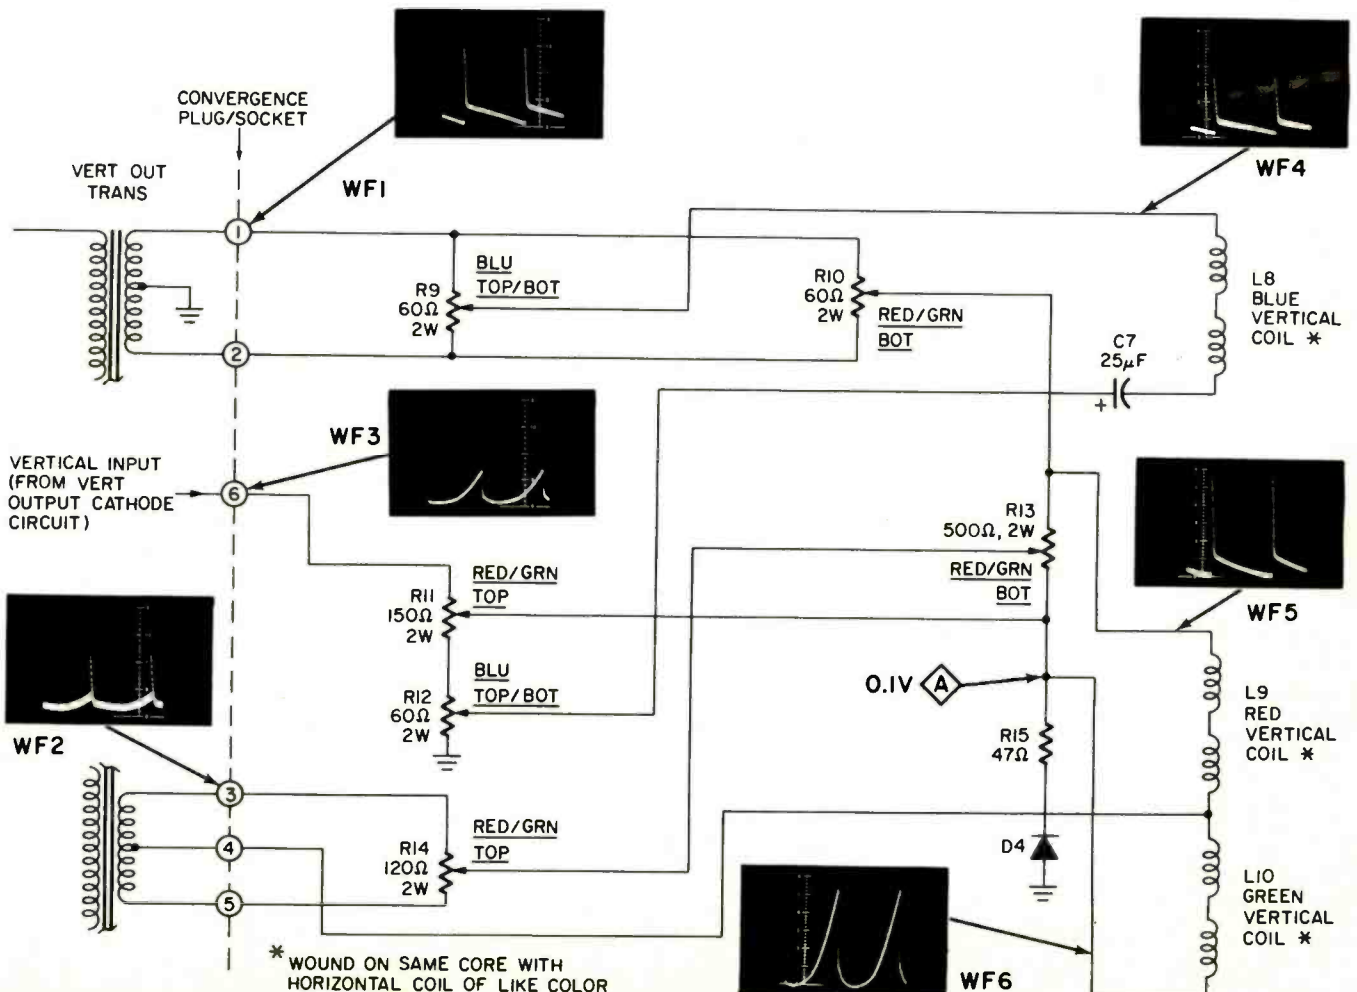 CONVERGENCE
PLUG/SOCKET
VERT OUT
TRANS
WF1
WF4
1
BLU
TOP/BOT
R9
60Ω
2W
R10
60Ω
2W
RED/GRN
BOT
L8
BLUE
VERTICAL
COIL *
2
C7
25µF
+
WF3
VERTICAL INPUT
(FROM VERT
OUTPUT CATHODE
CIRCUIT)
6
R13
500Ω, 2W
RED/GRN
BOT
WF5
R11
150Ω
2W
RED/GRN
TOP
R12
60Ω
2W
BLU
TOP/BOT
0.1V
A
R15
47Ω
L9
RED
VERTICAL
COIL *
WF2
3
4
5
R14
120Ω
2W
RED/GRN
TOP
D4
L10
GREEN
VERTICAL
COIL *
WF6
* WOUND ON SAME CORE WITH
HORIZONTAL COIL OF LIKE COLOR